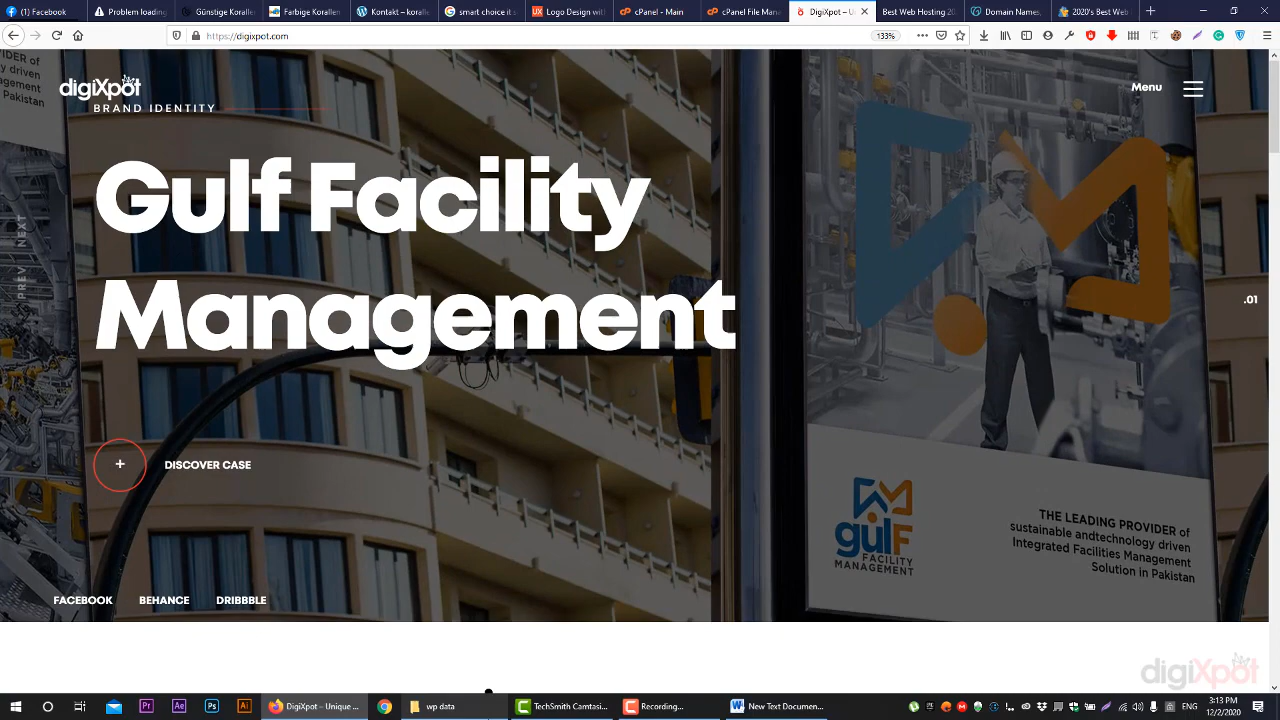 (1) Facebook
Problem loading
Günstige Korallen
Farbige Korallen
Kontakt – koralle
smart choice it s
Logo Design with
cPanel - Main
cPanel File Mana
DigiXpot – U
Best Web Hosting 20
Domain Names,
2020's Best Web
https://digixpot.com
133%
digiXpot
BRAND IDENTITY
Menu
Gulf Facility
Management
PREV / NEXT
.01
DISCOVER CASE
gulF
FACILITY
MANAGEMENT
THE LEADING PROVIDER of
sustainable andtechnology driven
Integrated Facilities Management
Solution in Pakistan
FACEBOOK
BEHANCE
DRIBBBLE
digiXpot
DigiXpot – Unique ...
wp data
TechSmith Camtasi...
Recording...
New Text Documen...
3:13 PM
12/2/2020